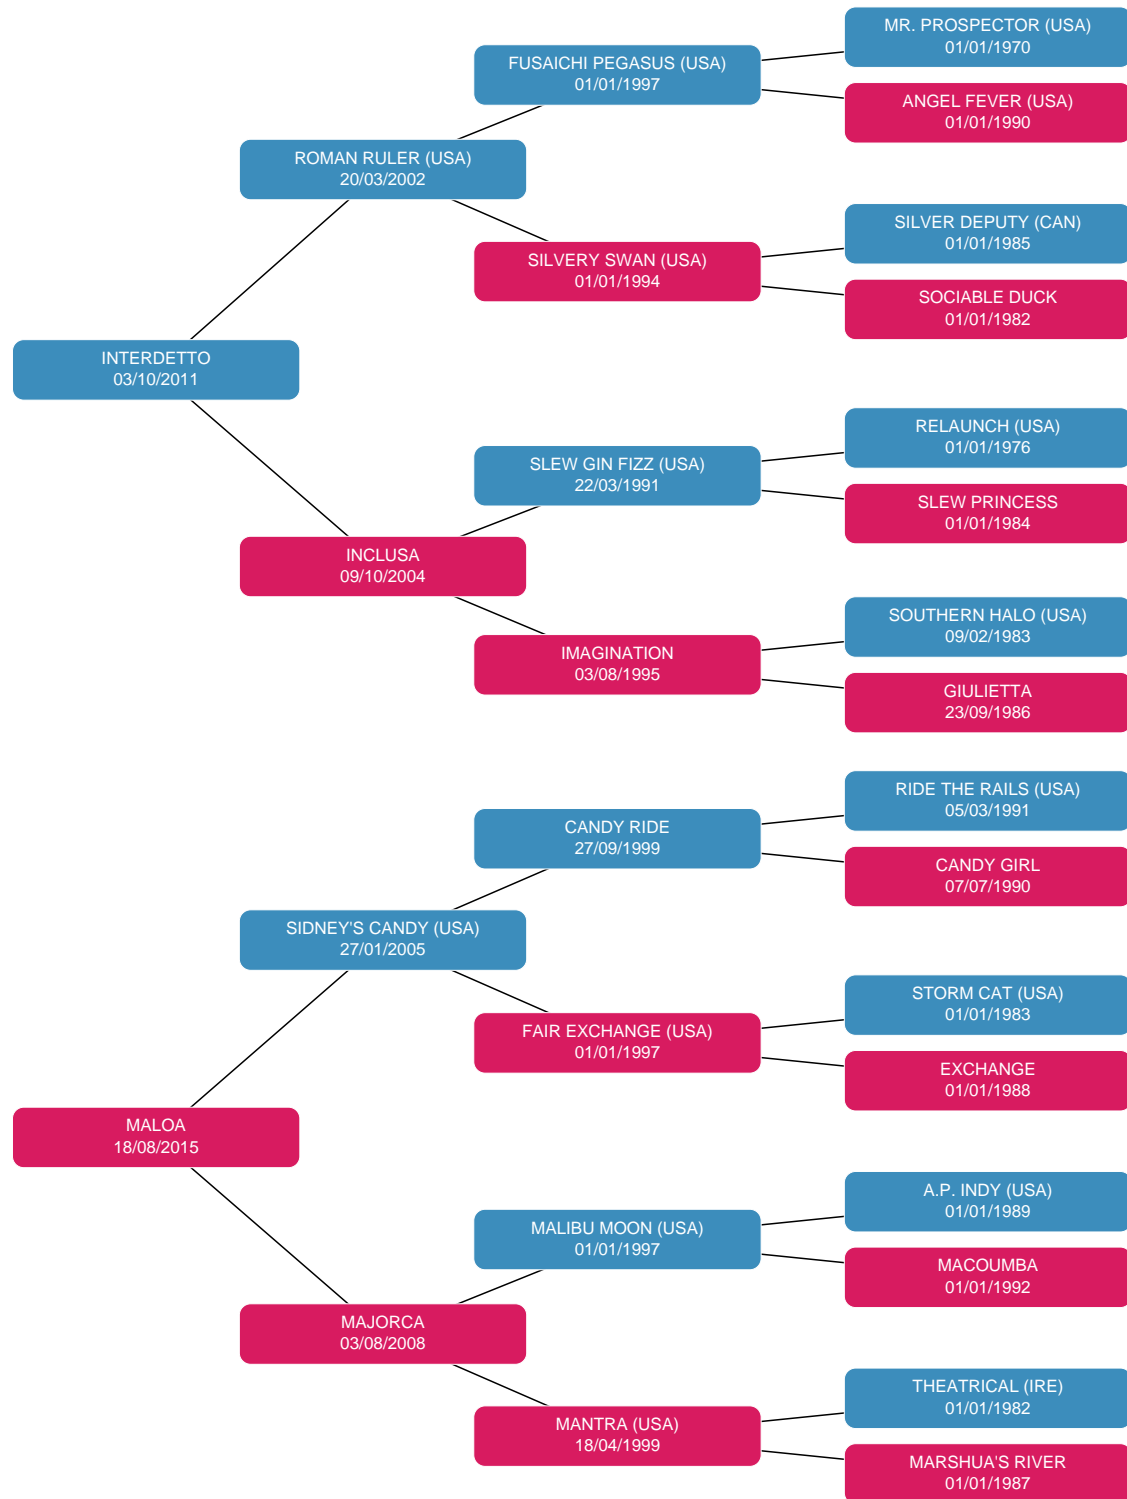 MR. PROSPECTOR (USA)
01/01/1970
FUSAICHI PEGASUS (USA)
01/01/1997
ANGEL FEVER (USA)
01/01/1990
ROMAN RULER (USA)
20/03/2002
SILVER DEPUTY (CAN)
01/01/1985
SILVERY SWAN (USA)
01/01/1994
SOCIABLE DUCK
01/01/1982
INTERDETTO
03/10/2011
RELAUNCH (USA)
01/01/1976
SLEW GIN FIZZ (USA)
22/03/1991
SLEW PRINCESS
01/01/1984
INCLUSA
09/10/2004
SOUTHERN HALO (USA)
09/02/1983
IMAGINATION
03/08/1995
GIULIETTA
23/09/1986
RIDE THE RAILS (USA)
05/03/1991
CANDY RIDE
27/09/1999
CANDY GIRL
07/07/1990
SIDNEY'S CANDY (USA)
27/01/2005
STORM CAT (USA)
01/01/1983
FAIR EXCHANGE (USA)
01/01/1997
EXCHANGE
01/01/1988
MALOA
18/08/2015
A.P. INDY (USA)
01/01/1989
MALIBU MOON (USA)
01/01/1997
MACOUMBA
01/01/1992
MAJORCA
03/08/2008
THEATRICAL (IRE)
01/01/1982
MANTRA (USA)
18/04/1999
MARSHUA'S RIVER
01/01/1987